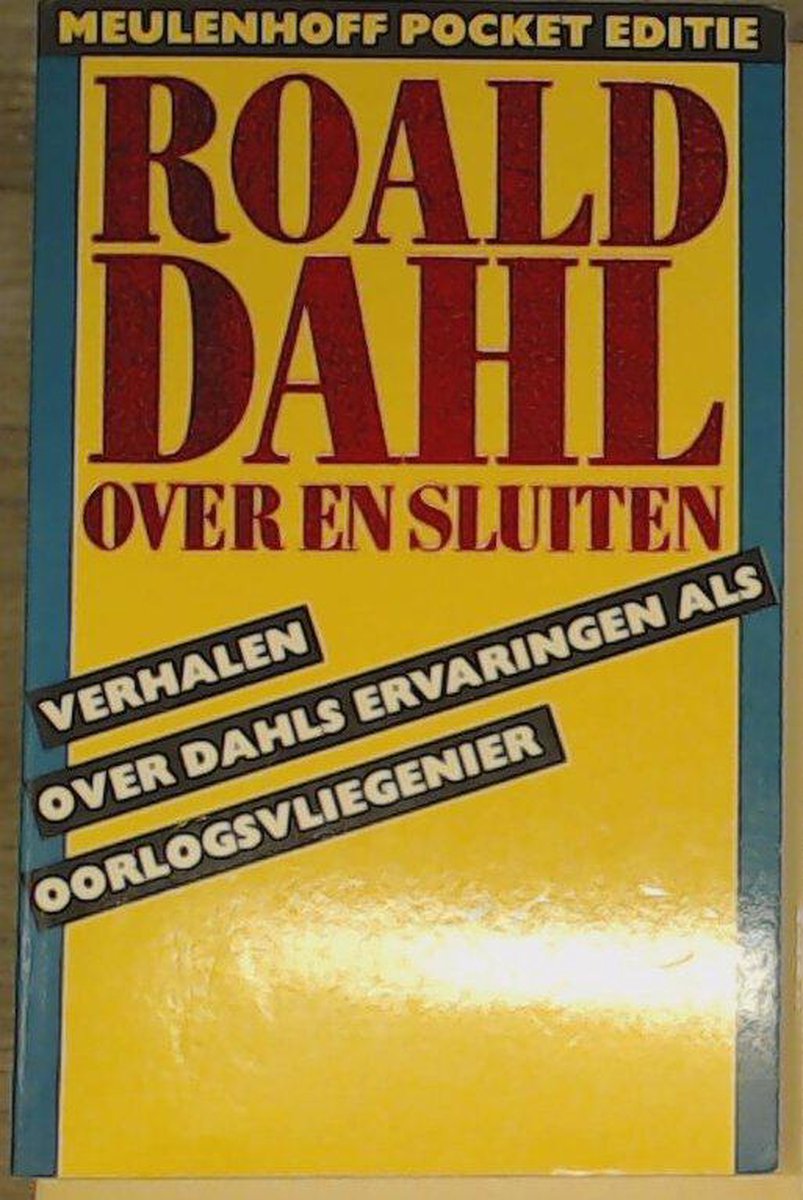 MEULENHOFF POCKET EDITIE
ROALD
DAHL
OVER EN SLUITEN
VERHALEN
OVER DAHLS ERVARINGEN ALS
OORLOGSVLIEGENIER